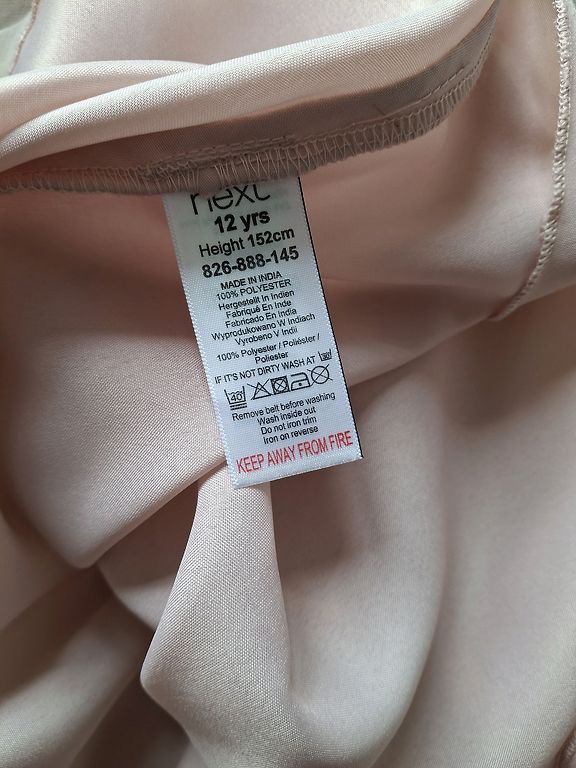 next
12 yrs
Height 152cm
826-888-145
MADE IN INDIA
100% POLYESTER
Hergestellt In Indien
Fabriqué En Inde
Fabricado En India
Wyprodukowano W Indiach
Vyrobeno V Indii
100% Polyester / Poliéster /
Poliester
IF IT'S NOT DIRTY WASH AT 30
40
Remove belt before washing
Wash inside out
Do not iron trim
Iron on reverse
KEEP AWAY FROM FIRE